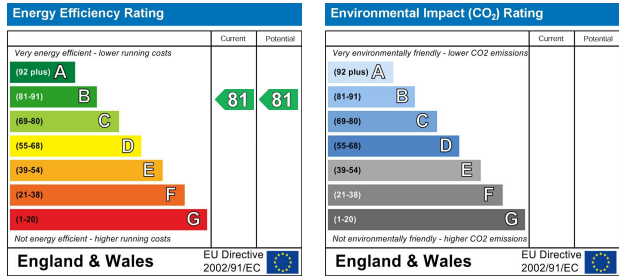 Energy Efficiency Rating
Current Potential
Very energy efficient - lower running costs
(92 plus) A
(81-91) B 81 81
(69-80) C
(55-68) D
(39-54) E
(21-38) F
(1-20) G
Not energy efficient - higher running costs
England & Wales
EU Directive
2002/91/EC
Environmental Impact (CO₂) Rating
Current Potential
Very environmentally friendly - lower CO2 emissions
(92 plus) A
(81-91) B
(69-80) C
(55-68) D
(39-54) E
(21-38) F
(1-20) G
Not environmentally friendly - higher CO2 emissions
England & Wales
EU Directive
2002/91/EC